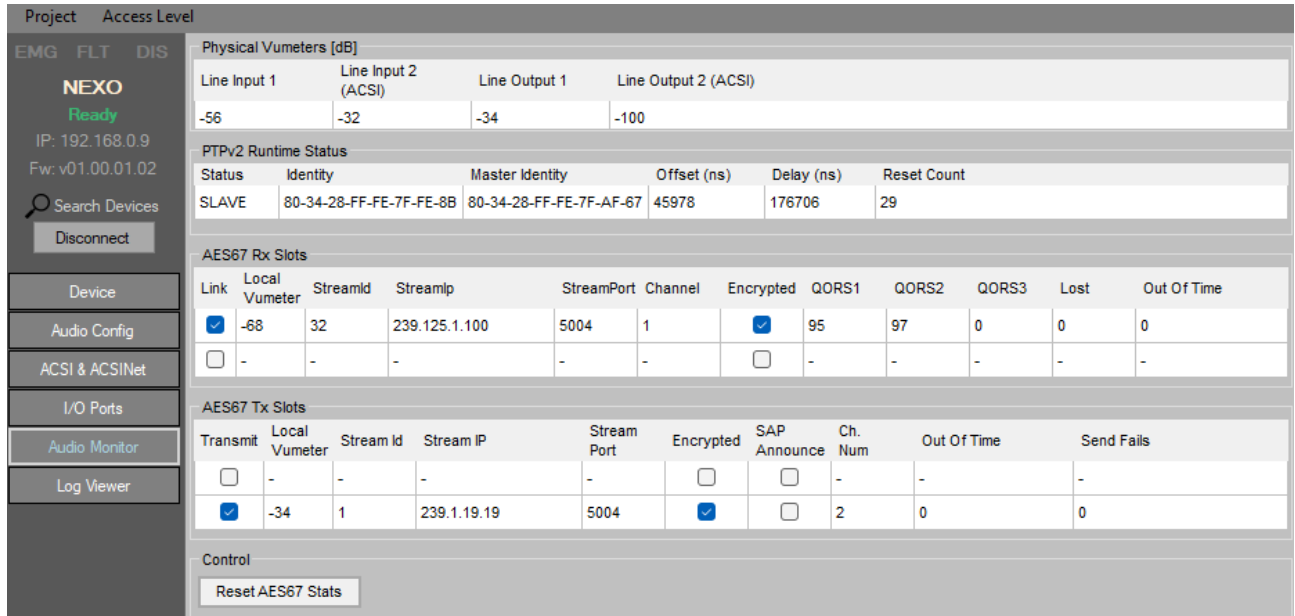 Project Access Level
EMG FLT DIS
NEXO
Ready
IP: 192.168.0.9
Fw: v01.00.01.02
Search Devices
Disconnect
Device
Audio Config
ACSI & ACSINet
I/O Ports
Audio Monitor
Log Viewer
Physical Vumeters [dB]
Line Input 1 Line Input 2 (ACSI) Line Output 1 Line Output 2 (ACSI)
-56 -32 -34 -100
PTPv2 Runtime Status
Status Identity Master Identity Offset (ns) Delay (ns) Reset Count
SLAVE 80-34-28-FF-FE-7F-FE-8B 80-34-28-FF-FE-7F-AF-67 45978 176706 29
AES67 Rx Slots
Link Local Vumeter StreamId StreamIp StreamPort Channel Encrypted QORS1 QORS2 QORS3 Lost Out Of Time
-68 32 239.125.1.100 5004 1 95 97 0 0 0
- - - - - - - - - -
AES67 Tx Slots
Transmit Local Vumeter Stream Id Stream IP Stream Port Encrypted SAP Announce Ch. Num Out Of Time Send Fails
- - - - - - -
-34 1 239.1.19.19 5004 2 0 0
Control
Reset AES67 Stats